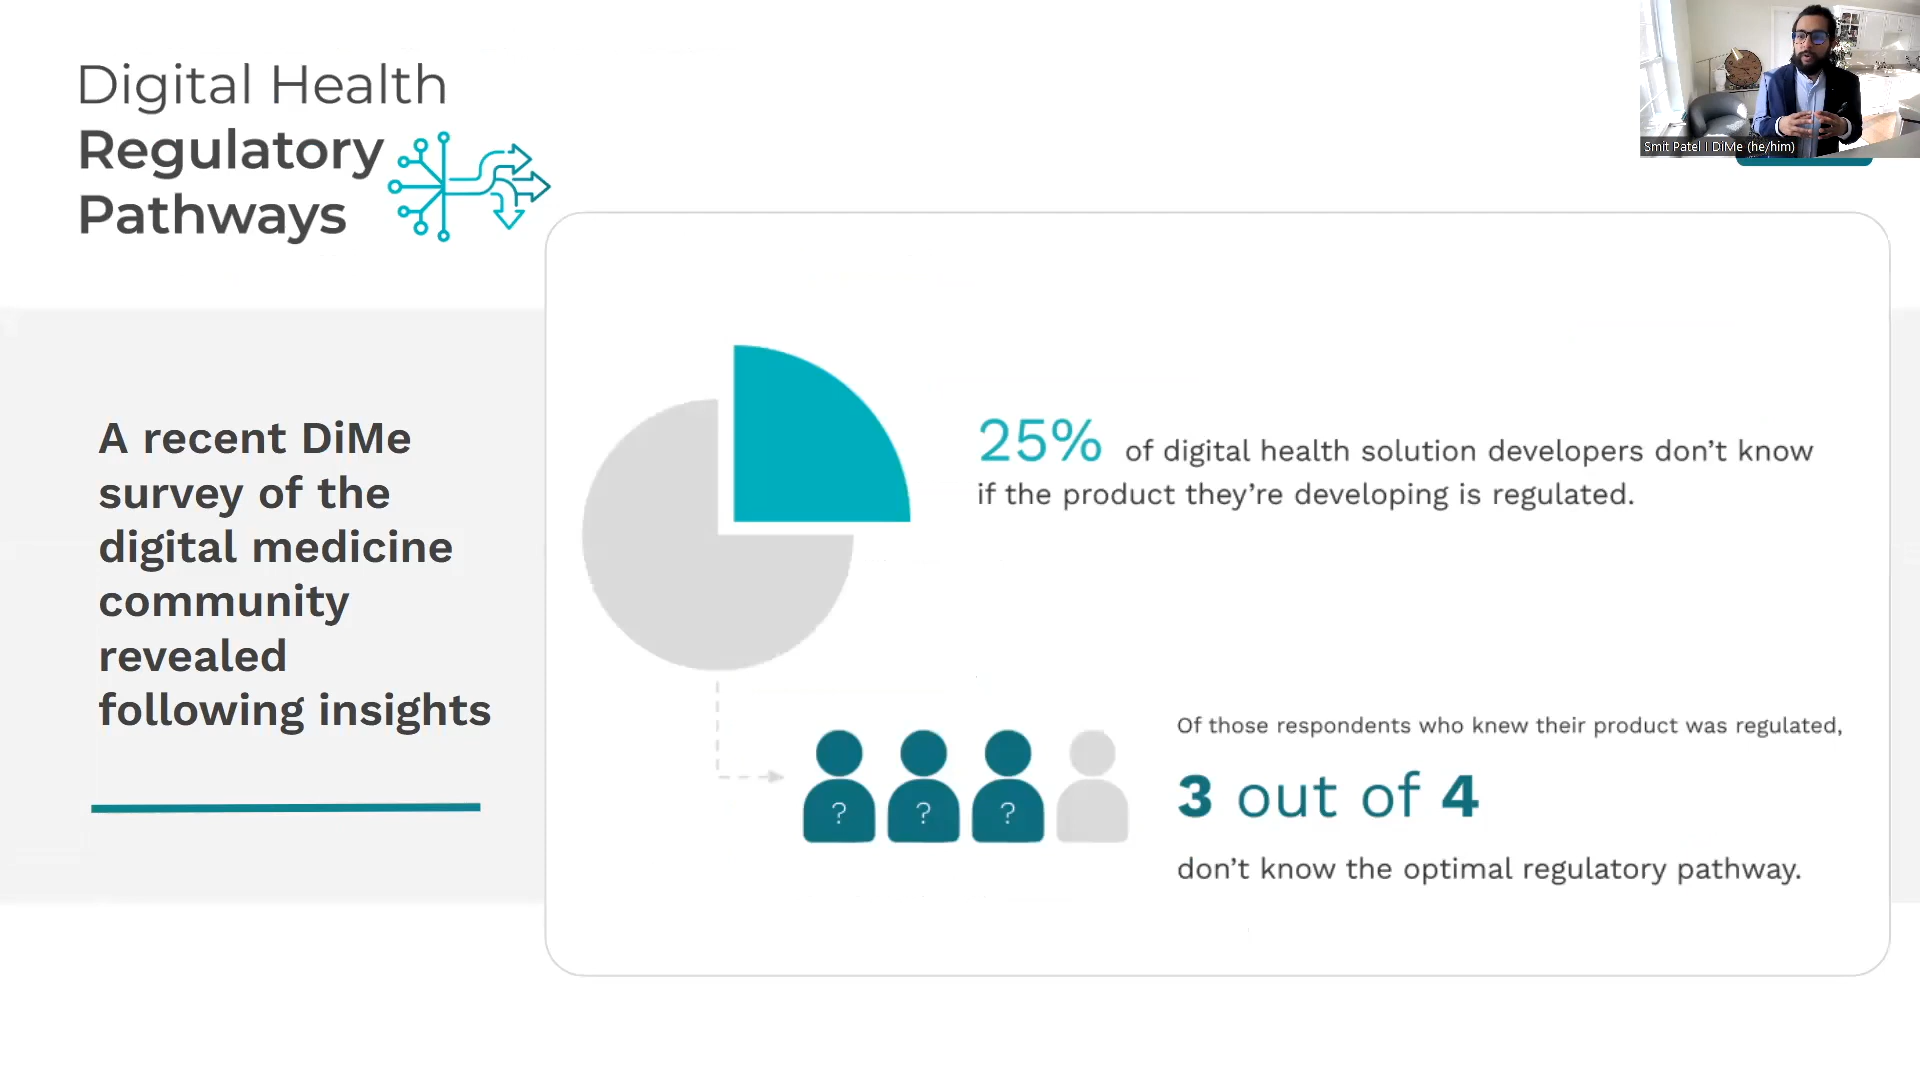 Digital Health
Regulatory
Pathways
Smit Patel | DiMe (he/him)
A recent DiMe
survey of the
digital medicine
community
revealed
following insights
25% of digital health solution developers don’t know
if the product they’re developing is regulated.
Of those respondents who knew their product was regulated,
? ? ?
3 out of 4
don’t know the optimal regulatory pathway.